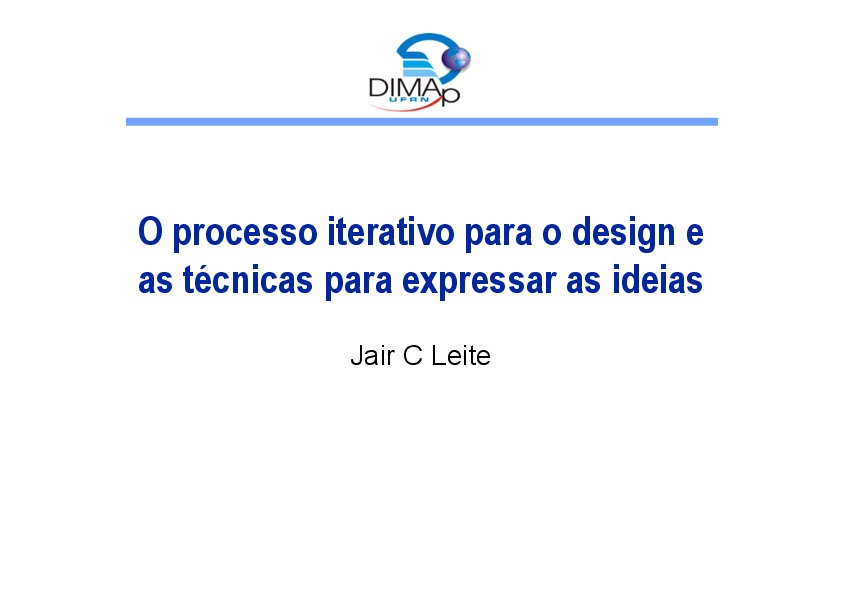 DIMAp
UFRN
O processo iterativo para o design e
as técnicas para expressar as ideias
Jair C Leite